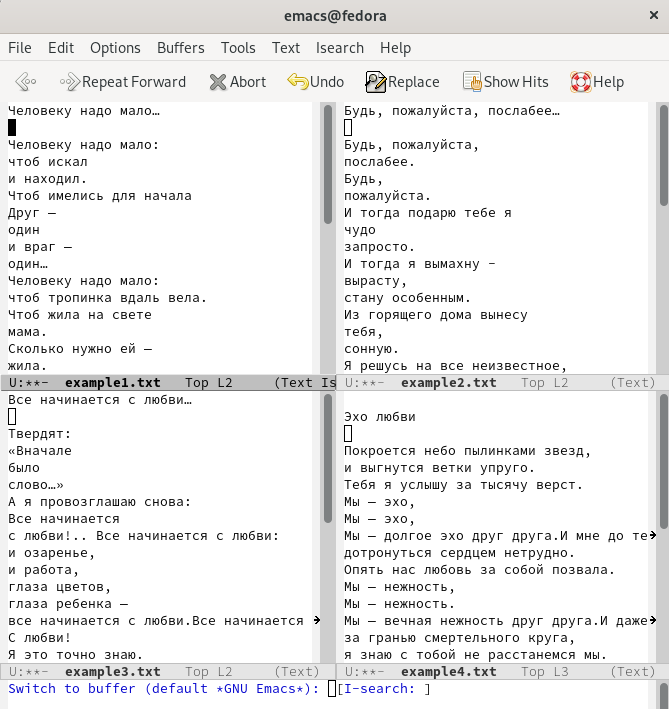 emacs@fedora
File Edit Options Buffers Tools Text Isearch Help
Repeat Forward Abort Undo Replace Show Hits Help
Человеку надо мало…
Человеку надо мало:
чтоб искал
и находил.
Чтоб имелись для начала
Друг —
один
и враг —
один…
Человеку надо мало:
чтоб тропинка вдаль вела.
Чтоб жила на свете
мама.
Сколько нужно ей —
жила.
U:**- example1.txt Top L2 (Text Is
Будь, пожалуйста, послабее…
Будь, пожалуйста,
послабее.
Будь,
пожалуйста.
И тогда подарю тебе я
чудо
запросто.
И тогда я вымахну –
вырасту,
стану особенным.
Из горящего дома вынесу
тебя,
сонную.
Я решусь на все неизвестное,
U:**- example2.txt Top L2 (Text)
Все начинается с любви…
Твердят:
«Вначале
было
слово…»
А я провозглашаю снова:
Все начинается
с любви!.. Все начинается с любви:
и озаренье,
и работа,
глаза цветов,
глаза ребенка —
все начинается с любви.Все начинается
С любви!
Я это точно знаю.
U:**- example3.txt Top L2 (Text)
Эхо любви
Покроется небо пылинками звезд,
и выгнутся ветки упруго.
Тебя я услышу за тысячу верст.
Мы — эхо,
Мы — эхо,
Мы — долгое эхо друг друга.И мне до те
дотронуться сердцем нетрудно.
Опять нас любовь за собой позвала.
Мы — нежность,
Мы — нежность.
Мы — вечная нежность друг друга.И даже
за гранью смертельного круга,
я знаю с тобой не расстанемся мы.
U:**- example4.txt Top L3 (Text)
Switch to buffer (default *GNU Emacs*): [I-search: ]